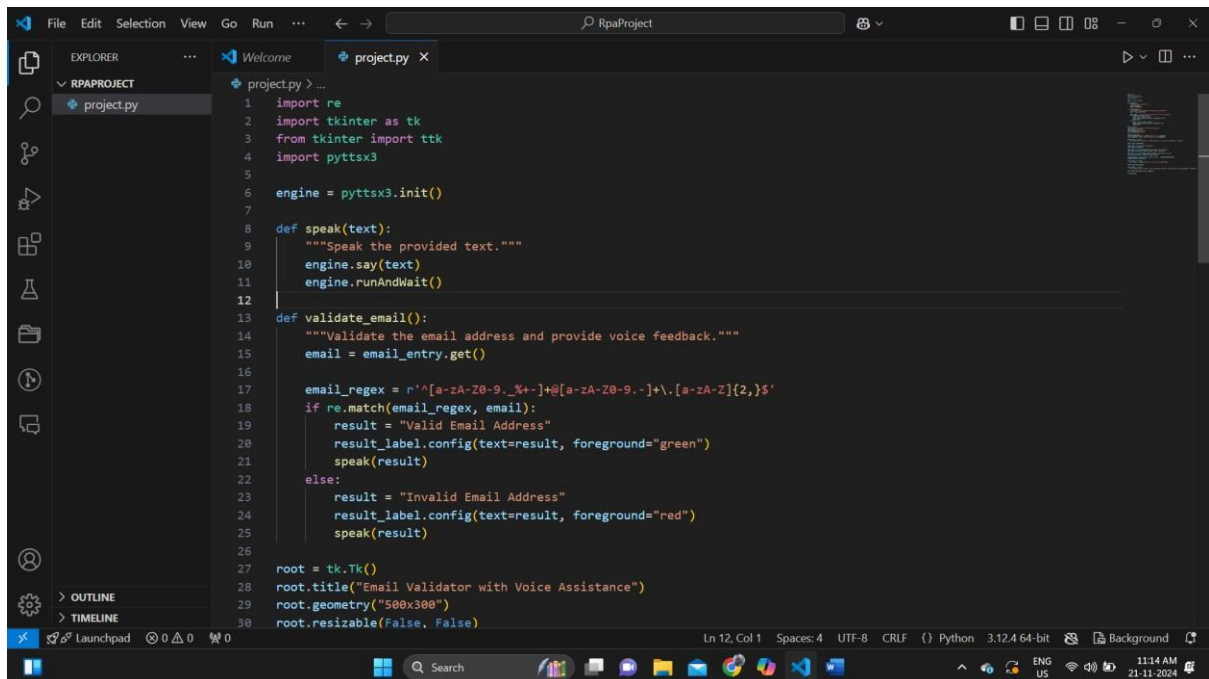 File Edit Selection View Go Run ... RpaProject
EXPLORER ... Welcome project.py
RPAPROJECT project.py > ...
project.py
1 import re
2 import tkinter as tk
3 from tkinter import ttk
4 import pyttsx3
5
6 engine = pyttsx3.init()
7
8 def speak(text):
9 """Speak the provided text."""
10 engine.say(text)
11 engine.runAndWait()
12
13 def validate_email():
14 """Validate the email address and provide voice feedback."""
15 email = email_entry.get()
16
17 email_regex = r'^[a-zA-Z0-9._%+-]+@[a-zA-Z0-9.-]+\.[a-zA-Z]{2,}$'
18 if re.match(email_regex, email):
19 result = "Valid Email Address"
20 result_label.config(text=result, foreground="green")
21 speak(result)
22 else:
23 result = "Invalid Email Address"
24 result_label.config(text=result, foreground="red")
25 speak(result)
26
27 root = tk.Tk()
28 root.title("Email Validator with Voice Assistance")
29 root.geometry("500x300")
30 root.resizable(False, False)
OUTLINE
TIMELINE
Launchpad 0 0 0 Ln 12, Col 1 Spaces: 4 UTF-8 CRLF {} Python 3.12.4 64-bit Background
Search ENG US 11:14 AM 21-11-2024